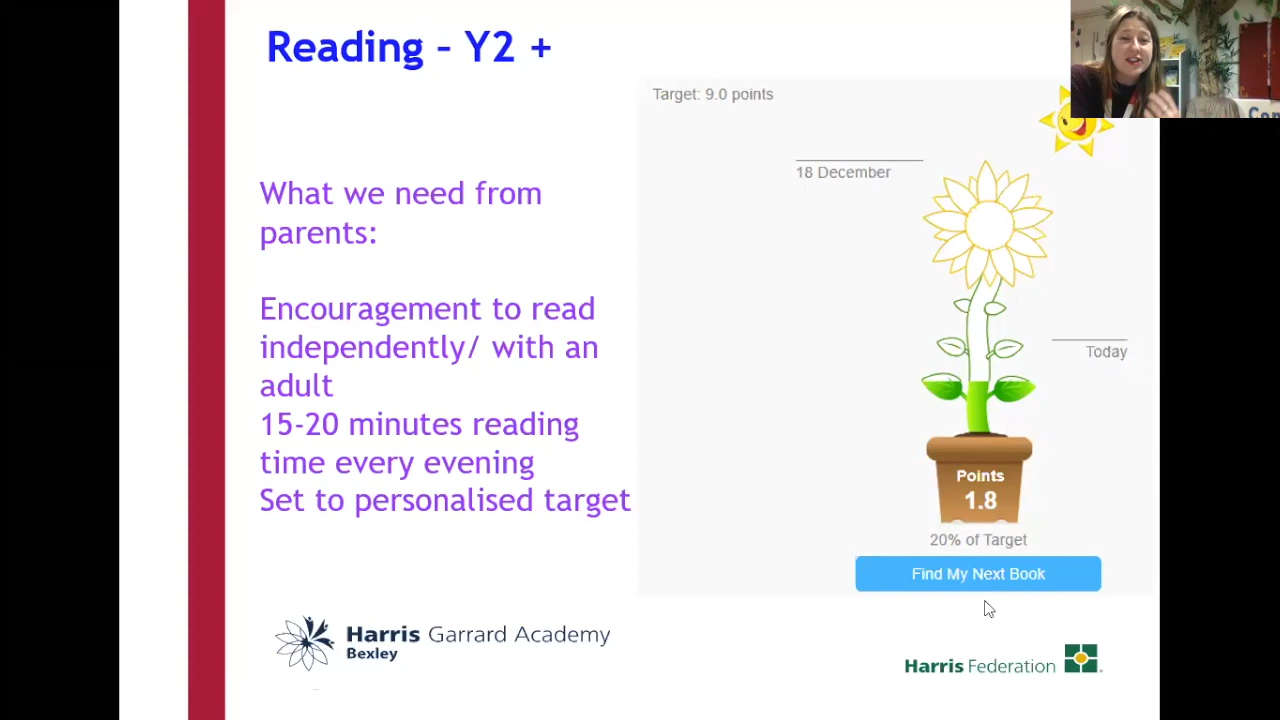 Reading – Y2 +
Target: 9.0 points
18 December
What we need from
parents:
Encouragement to read
independently/ with an
adult
15-20 minutes reading
time every evening
Set to personalised target
Today
Points
1.8
20% of Target
Find My Next Book
Harris Garrard Academy
Bexley
Harris Federation